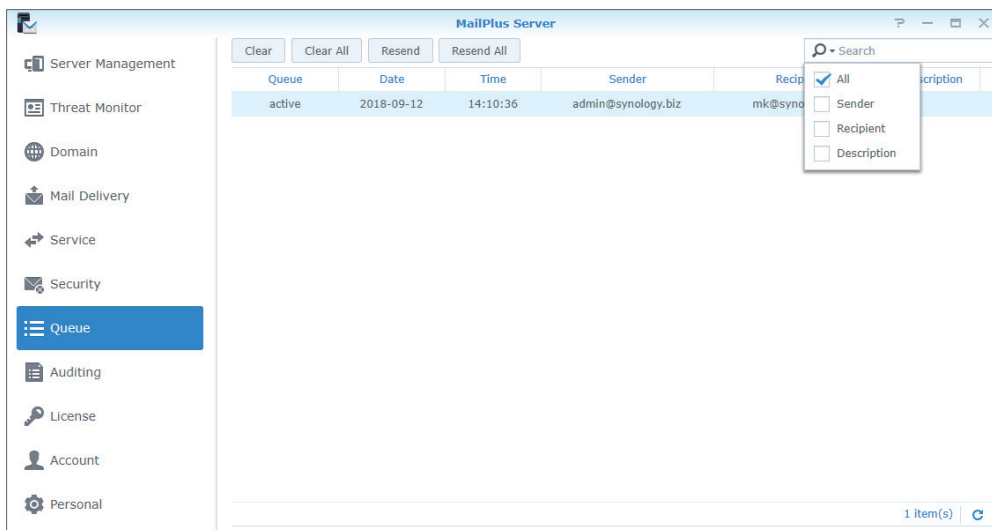 MailPlus Server
Server Management
Threat Monitor
Domain
Mail Delivery
Service
Security
Queue
Auditing
License
Account
Personal
Clear Clear All Resend Resend All Search
Queue Date Time Sender Recip scription
active 2018-09-12 14:10:36 admin@synology.biz mk@syno
All
Sender
Recipient
Description
1 item(s)